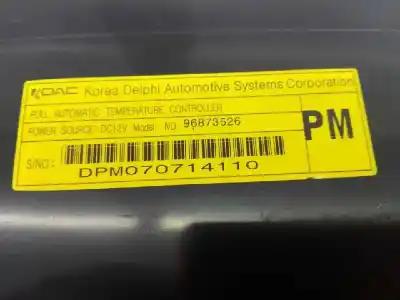 KDAC Korea Delphi Automotive Systems Corporation
FULL AUTOMATIC TEMPERATURE CONTROLLER
POWER SOURCE: DC12V Model NO 96873526
PM
S/NO:
DPM070714110